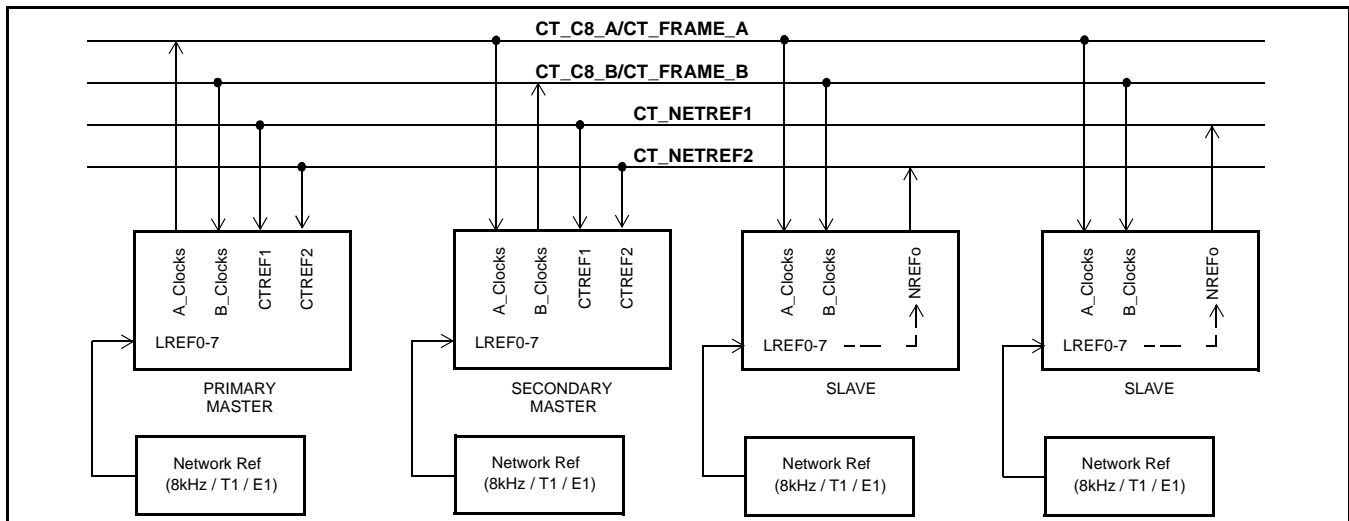 CT_C8_A/CT_FRAME_A
CT_C8_B/CT_FRAME_B
CT_NETREF1
CT_NETREF2
A_Clocks
B_Clocks
CTREF1
CTREF2
LREF0-7
PRIMARY
MASTER
Network Ref
(8kHz / T1 / E1)
A_Clocks
B_Clocks
CTREF1
CTREF2
LREF0-7
SECONDARY
MASTER
Network Ref
(8kHz / T1 / E1)
A_Clocks
B_Clocks
NREFo
LREF0-7
SLAVE
Network Ref
(8kHz / T1 / E1)
A_Clocks
B_Clocks
NREFo
LREF0-7
SLAVE
Network Ref
(8kHz / T1 / E1)